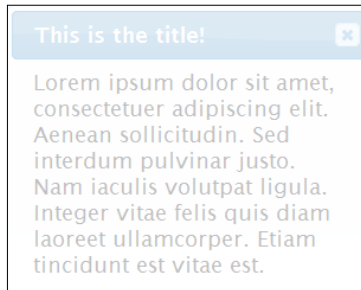 This is the title!
Lorem ipsum dolor sit amet,
consectetuer adipiscing elit.
Aenean sollicitudin. Sed
interdum pulvinar justo.
Nam iaculis volutpat ligula.
Integer vitae felis quis diam
laoreet ullamcorper. Etiam
tincidunt est vitae est.